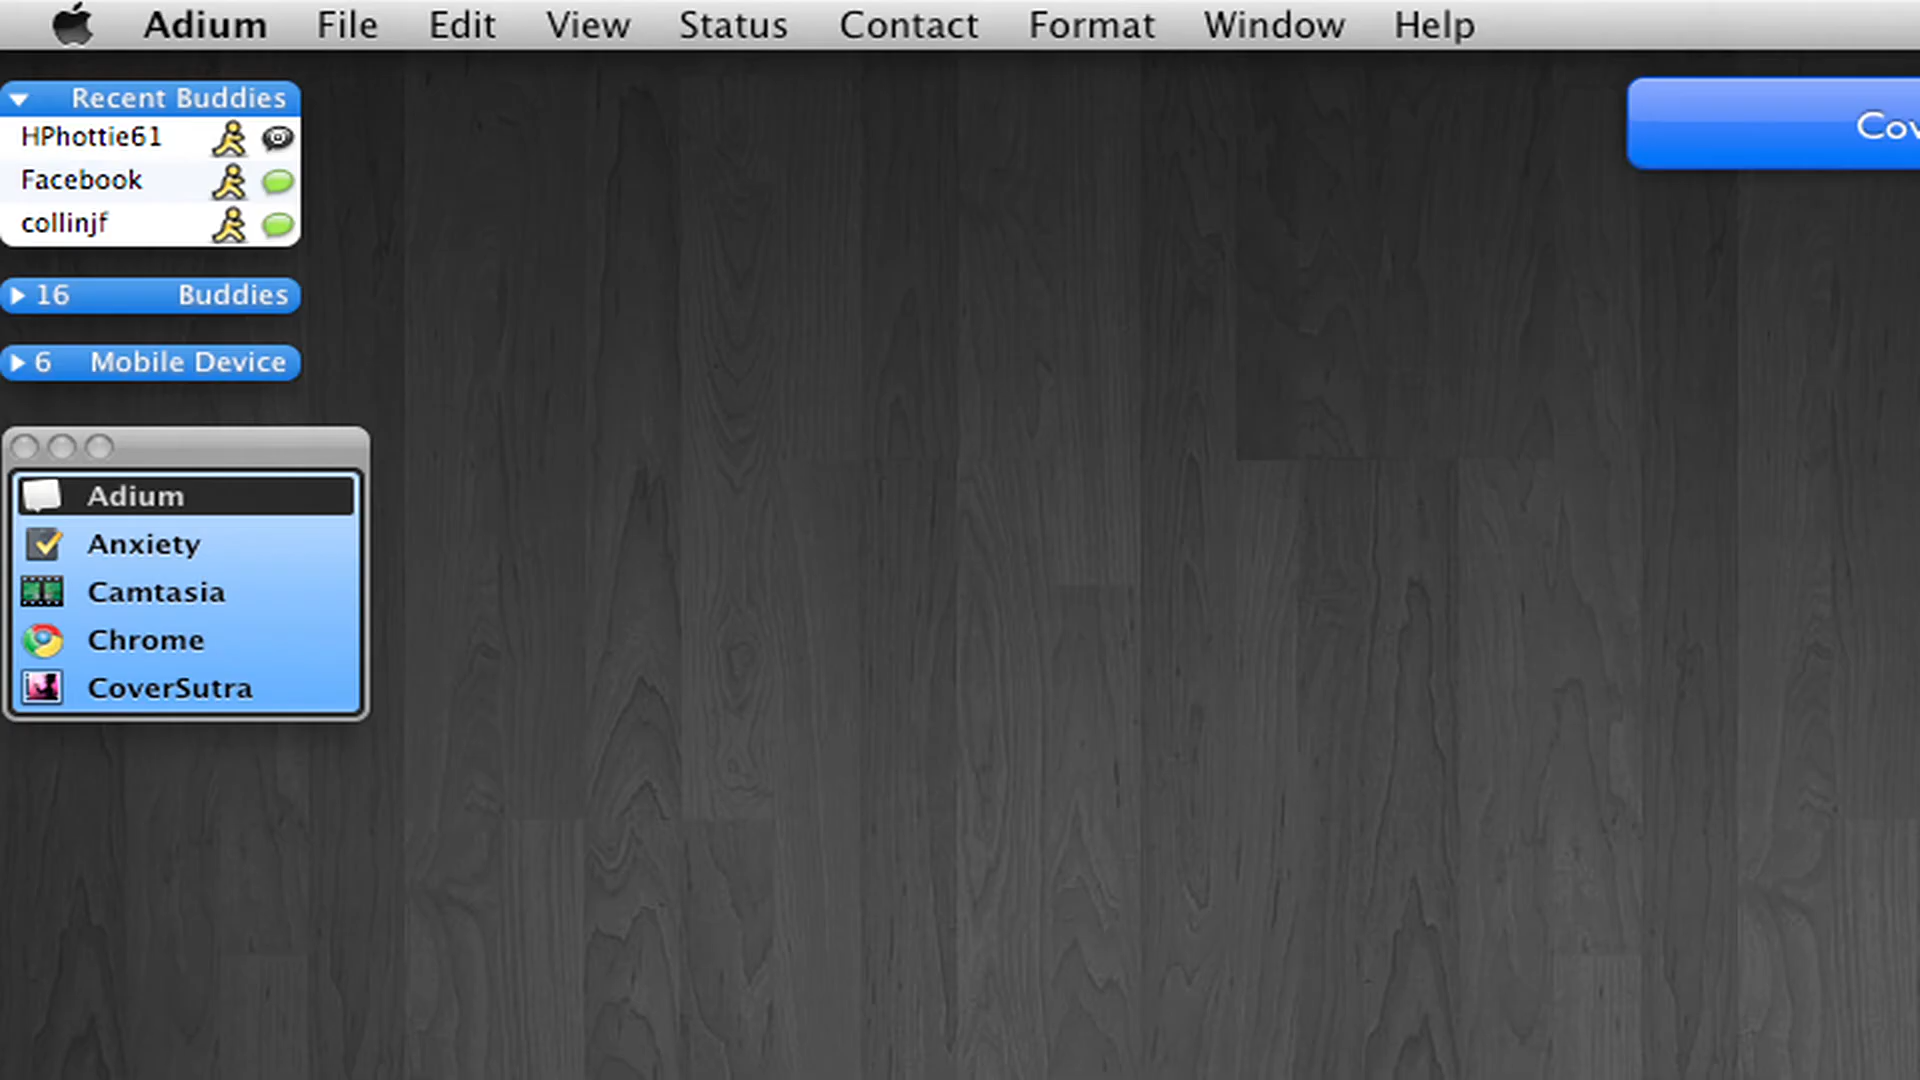 Adium File Edit View Status Contact Format Window Help
Recent Buddies
HPhottie61
Facebook
collinjf
16 Buddies
6 Mobile Device
Adium
Anxiety
Camtasia
Chrome
CoverSutra
Cov